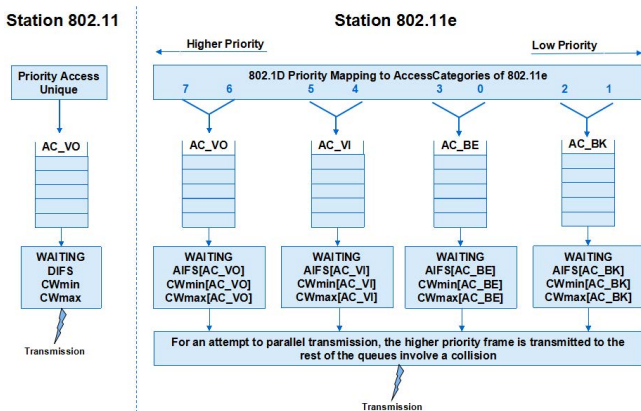 Station 802.11
Station 802.11e
Higher Priority
Low Priority
Priority Access
Unique
802.1D Priority Mapping to AccessCategories of 802.11e
7 6 5 4 3 0 2 1
AC_VO
AC_VO
AC_VI
AC_BE
AC_BK
WAITING
DIFS
CWmin
CWmax
WAITING
AIFS[AC_VO]
CWmin[AC_VO]
CWmax[AC_VO]
WAITING
AIFS[AC_VI]
CWmin[AC_VI]
CWmax[AC_VI]
WAITING
AIFS[AC_BE]
CWmin[AC_BE]
CWmax[AC_BE]
WAITING
AIFS[AC_BK]
CWmin[AC_BK]
CWmax[AC_BK]
For an attempt to parallel transmission, the higher priority frame is transmitted to the
rest of the queues involve a collision
Transmission
Transmission